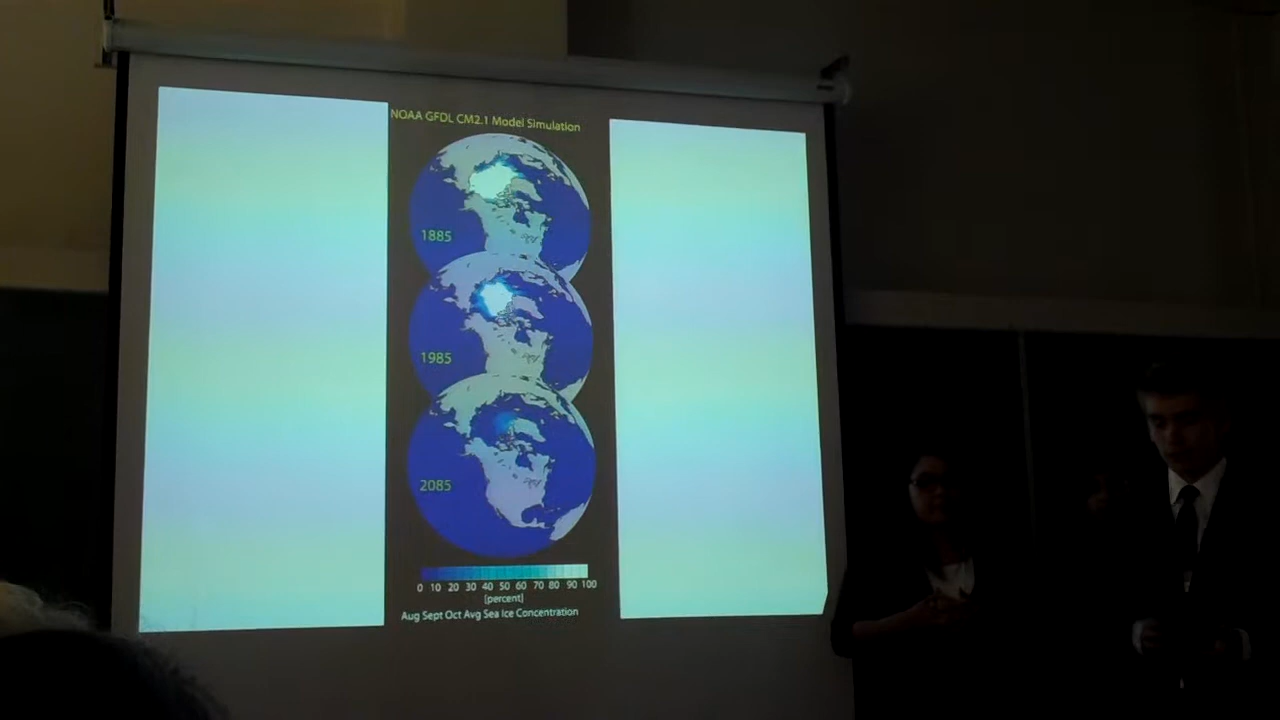 NOAA GFDL CM2.1 Model Simulation
1885
1985
2085
0 10 20 30 40 50 60 70 80 90 100
[percent]
Aug Sept Oct Avg Sea Ice Concentration